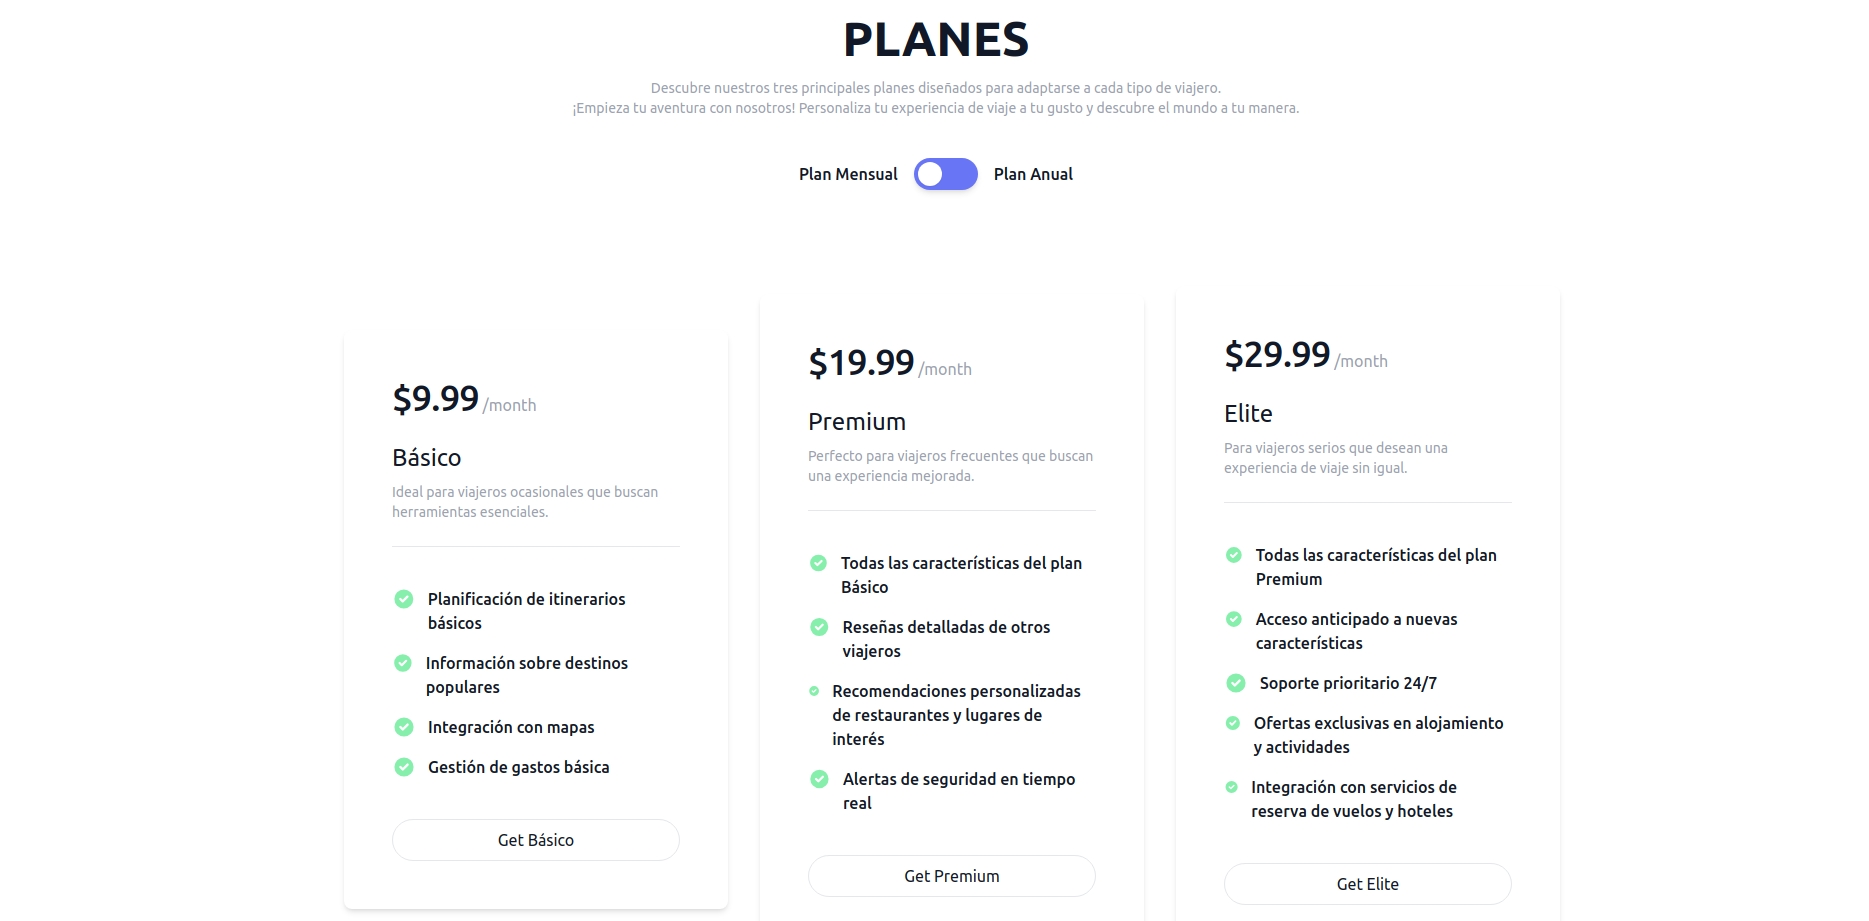 PLANES
Descubre nuestros tres principales planes diseñados para adaptarse a cada tipo de viajero.
¡Empieza tu aventura con nosotros! Personaliza tu experiencia de viaje a tu gusto y descubre el mundo a tu manera.
Plan Mensual
Plan Anual
$9.99/month
Básico
Ideal para viajeros ocasionales que buscan
herramientas esenciales.
Planificación de itinerarios
básicos
Información sobre destinos
populares
Integración con mapas
Gestión de gastos básica
Get Básico
$19.99/month
Premium
Perfecto para viajeros frecuentes que buscan
una experiencia mejorada.
Todas las características del plan
Básico
Reseñas detalladas de otros
viajeros
Recomendaciones personalizadas
de restaurantes y lugares de
interés
Alertas de seguridad en tiempo
real
Get Premium
$29.99/month
Elite
Para viajeros serios que desean una
experiencia de viaje sin igual.
Todas las características del plan
Premium
Acceso anticipado a nuevas
características
Soporte prioritario 24/7
Ofertas exclusivas en alojamiento
y actividades
Integración con servicios de
reserva de vuelos y hoteles
Get Elite